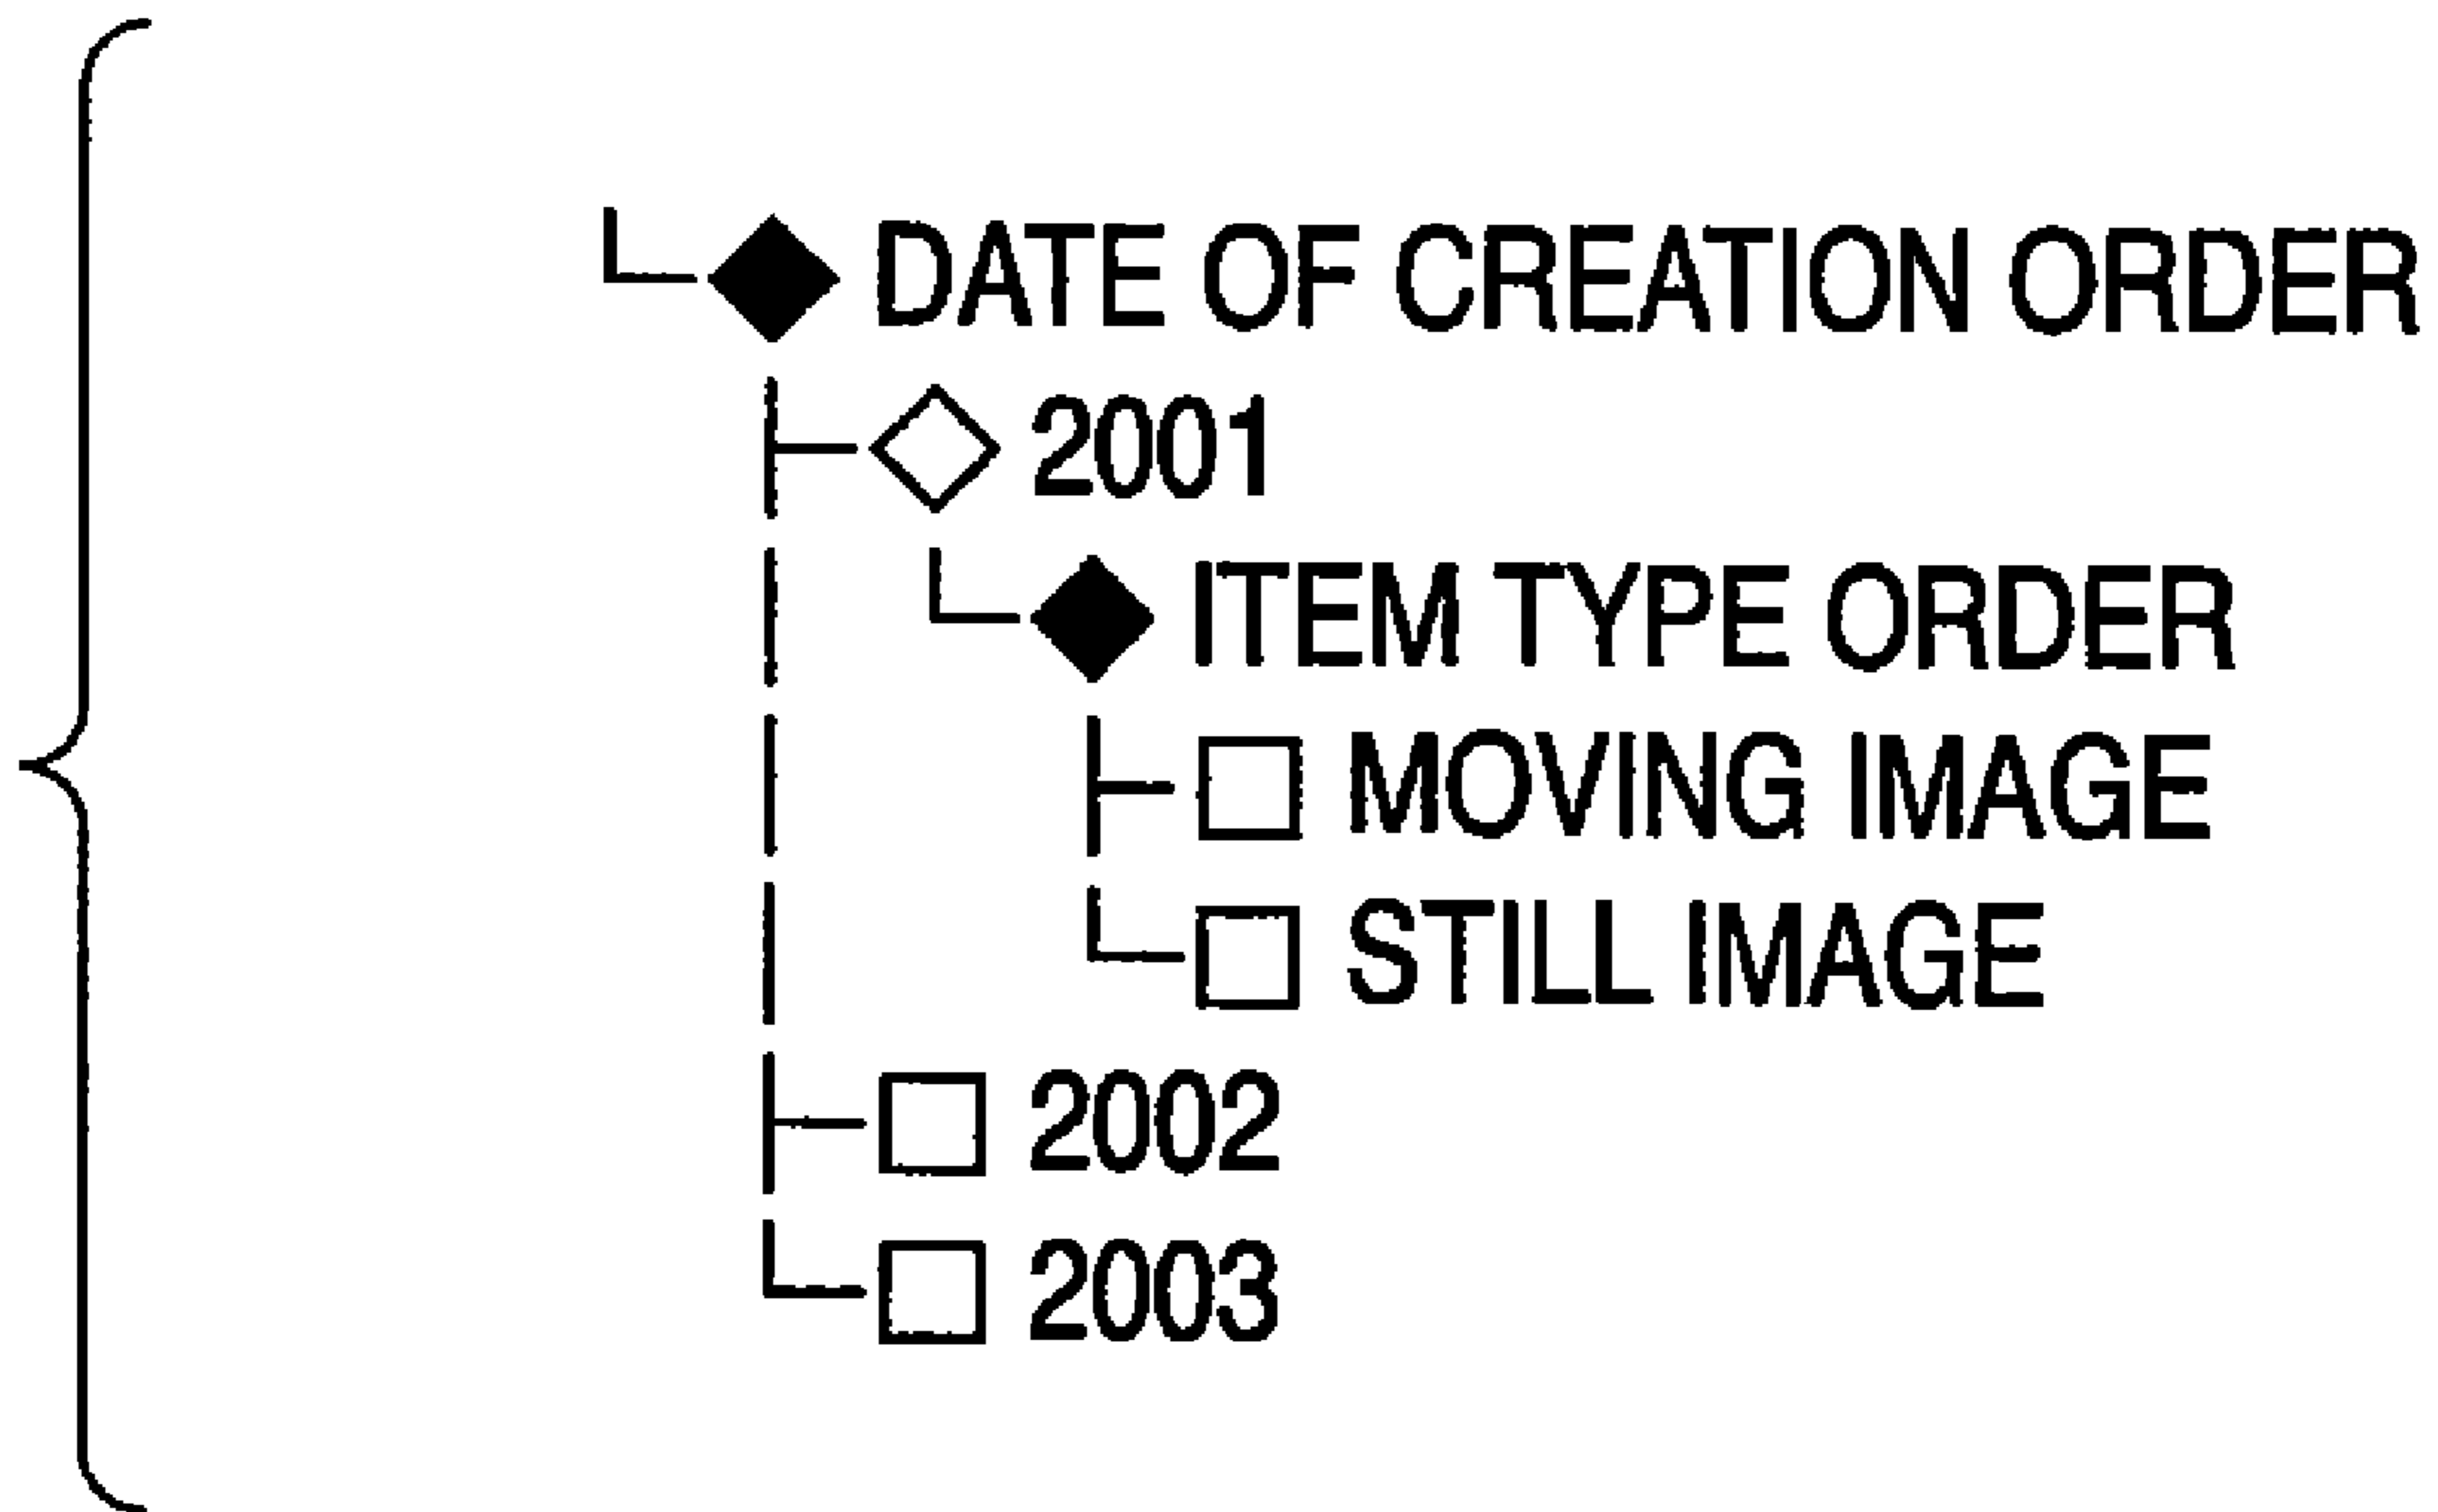 DATE OF CREATION ORDER
2001
ITEM TYPE ORDER
MOVING IMAGE
STILL IMAGE
2002
2003